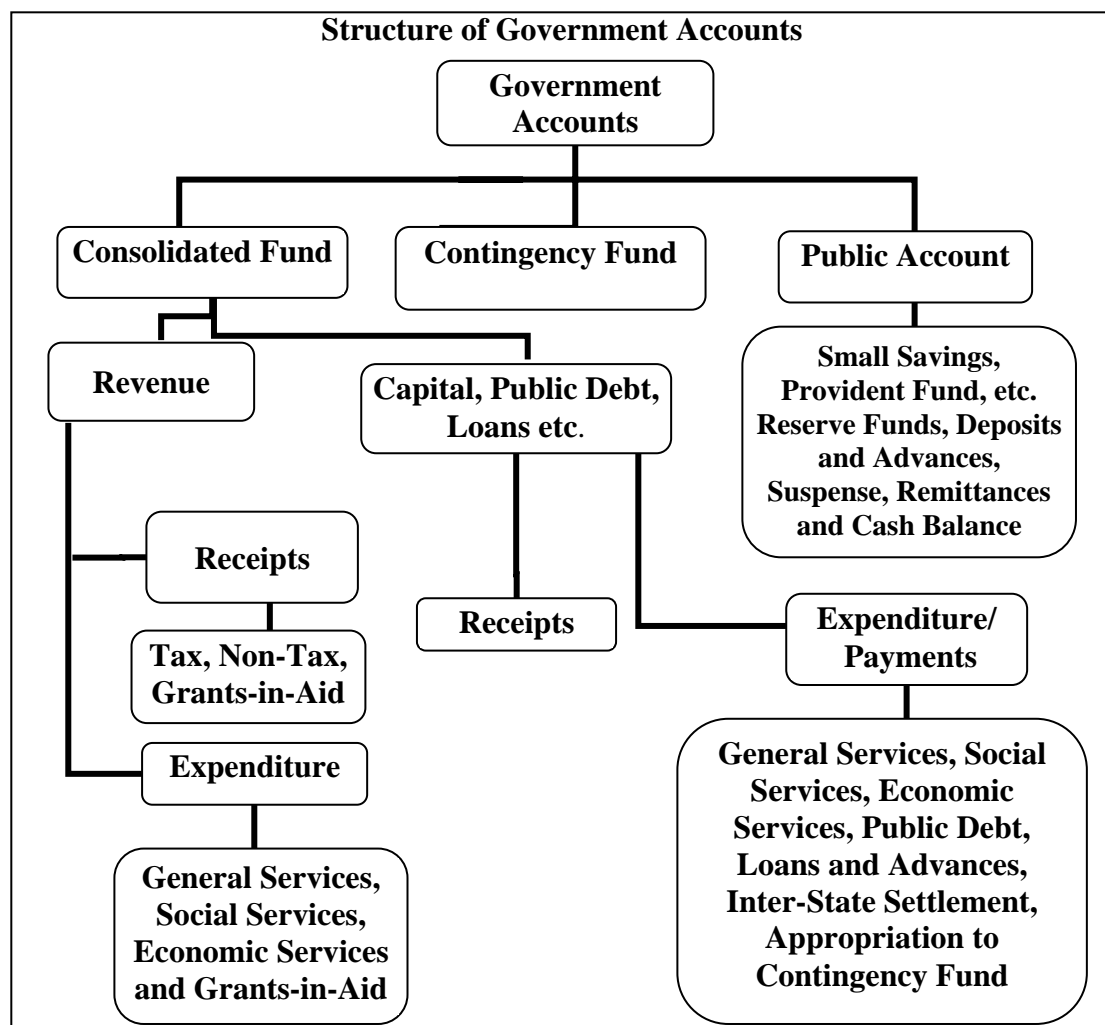 Structure of Government Accounts
Government
Accounts
Consolidated Fund
Contingency Fund
Public Account
Revenue
Capital, Public Debt,
Loans etc.
Small Savings,
Provident Fund, etc.
Reserve Funds, Deposits
and Advances,
Suspense, Remittances
and Cash Balance
Receipts
Tax, Non-Tax,
Grants-in-Aid
Expenditure
General Services,
Social Services,
Economic Services
and Grants-in-Aid
Receipts
Expenditure/
Payments
General Services, Social
Services, Economic
Services, Public Debt,
Loans and Advances,
Inter-State Settlement,
Appropriation to
Contingency Fund